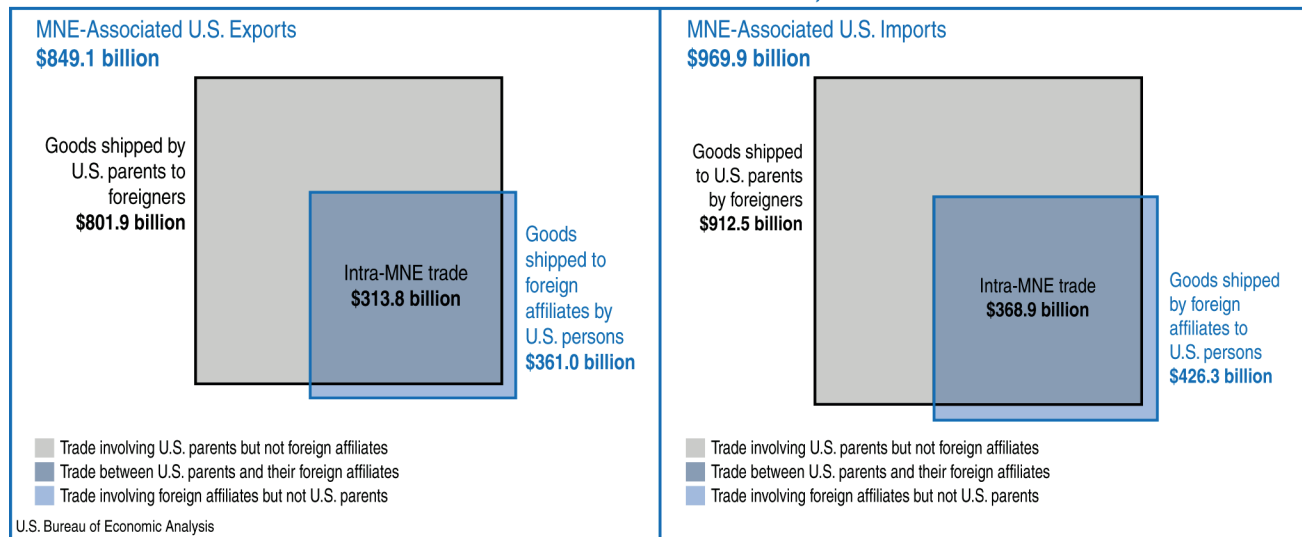 MNE-Associated U.S. Exports
$849.1 billion
Goods shipped by
U.S. parents to
foreigners
$801.9 billion
Intra-MNE trade
$313.8 billion
Goods
shipped to
foreign
affiliates by
U.S. persons
$361.0 billion
Trade involving U.S. parents but not foreign affiliates
Trade between U.S. parents and their foreign affiliates
Trade involving foreign affiliates but not U.S. parents
U.S. Bureau of Economic Analysis
MNE-Associated U.S. Imports
$969.9 billion
Goods shipped
to U.S. parents
by foreigners
$912.5 billion
Intra-MNE trade
$368.9 billion
Goods shipped
by foreign
affiliates to
U.S. persons
$426.3 billion
Trade involving U.S. parents but not foreign affiliates
Trade between U.S. parents and their foreign affiliates
Trade involving foreign affiliates but not U.S. parents